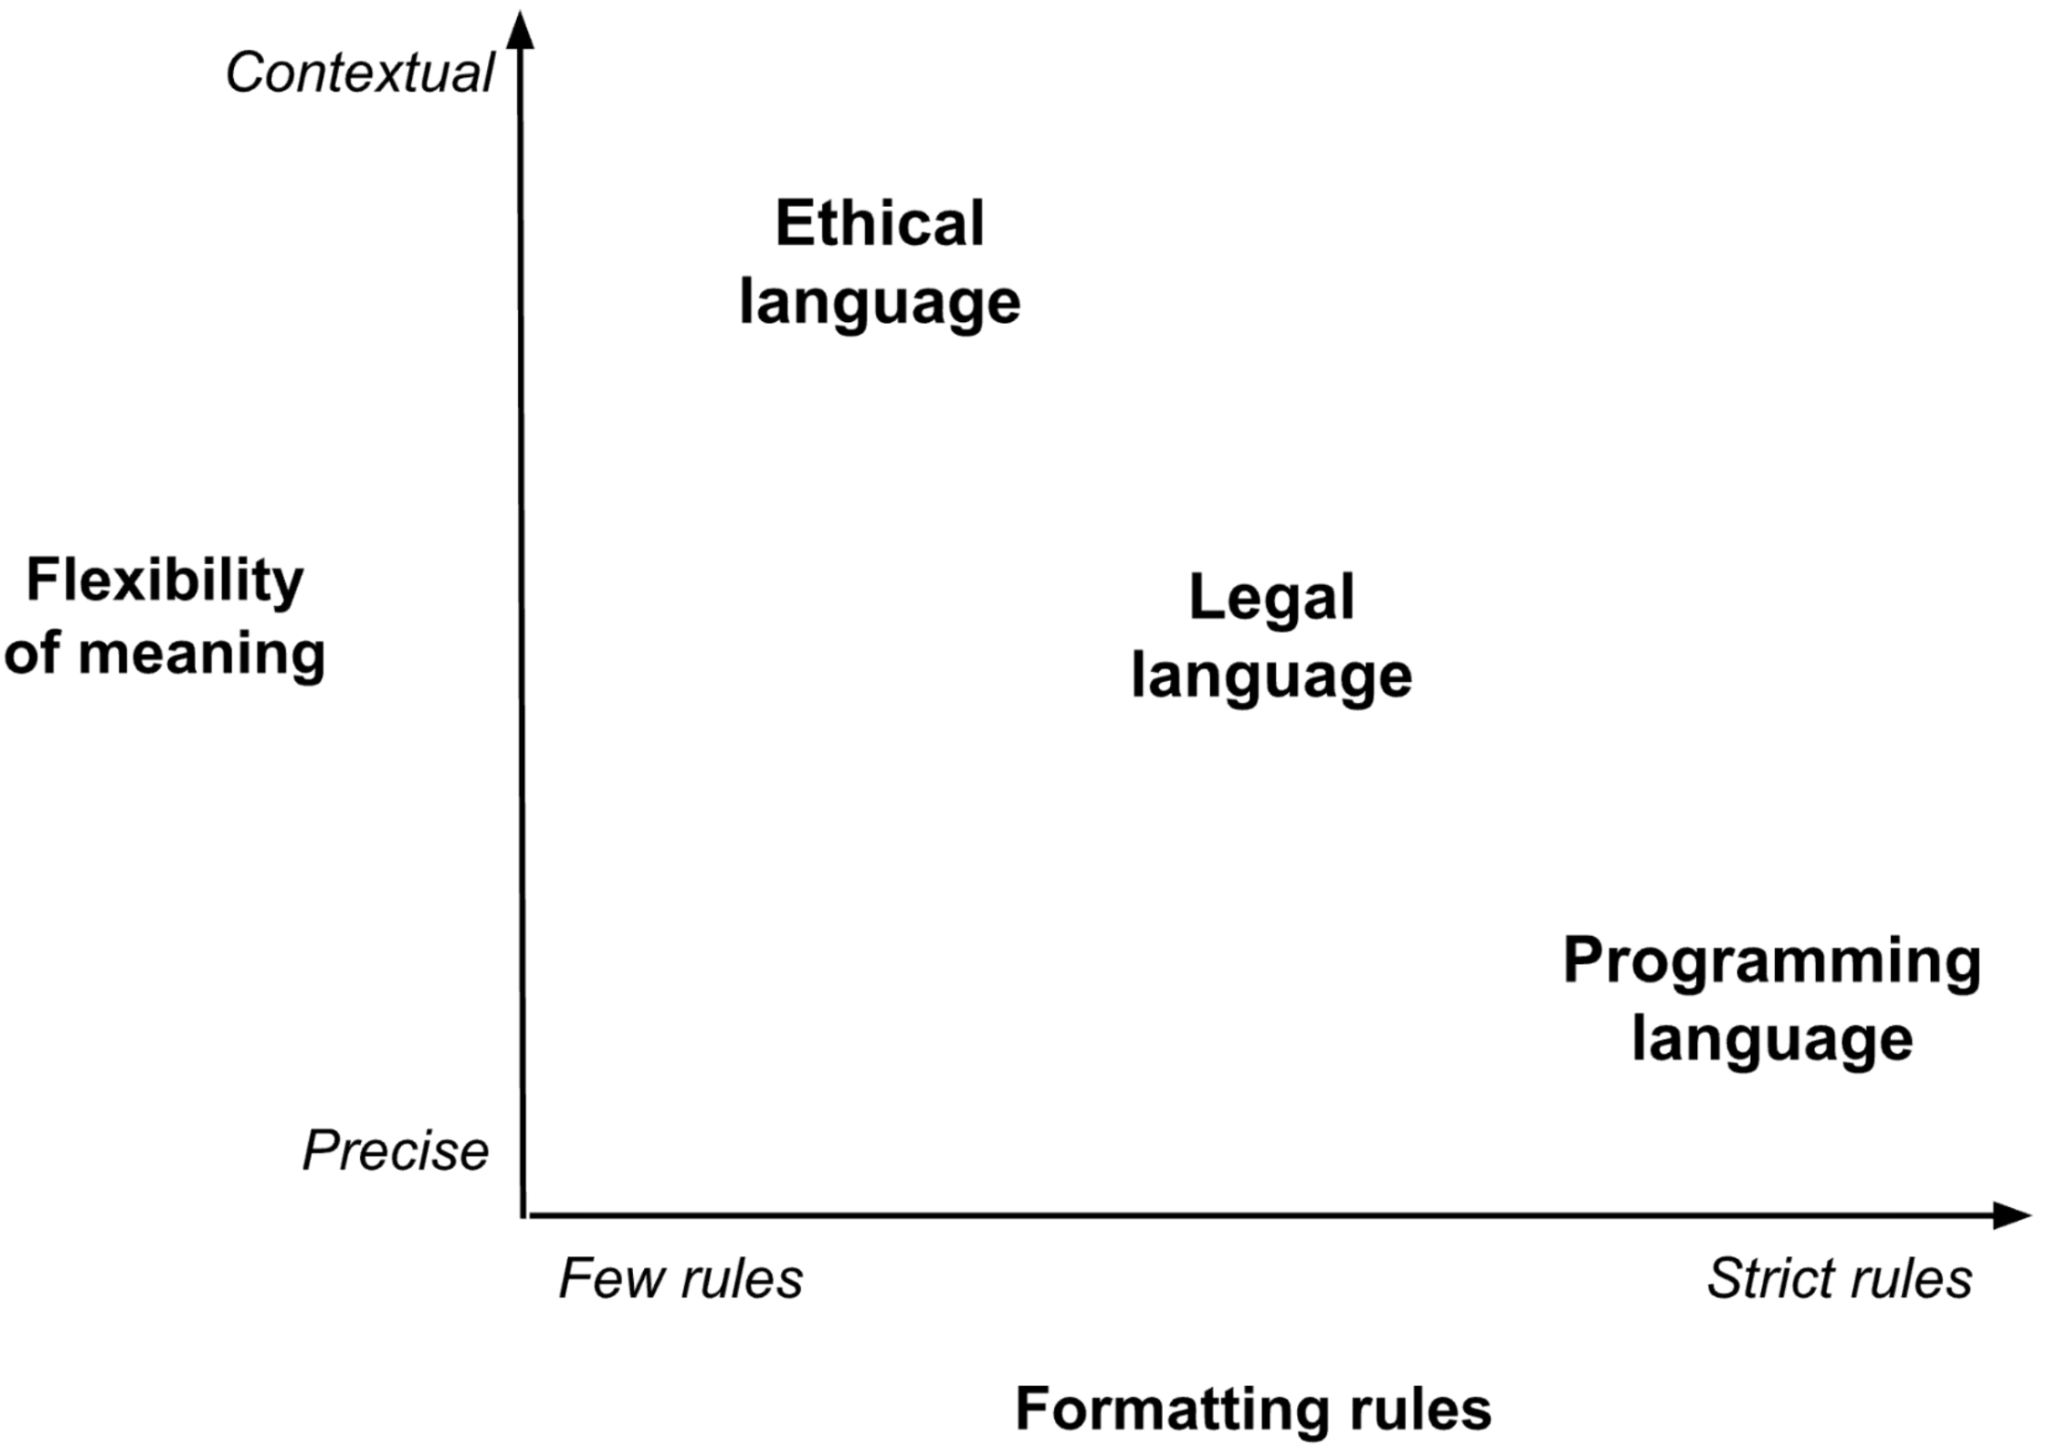 Contextual
Ethical
language
Flexibility
of meaning
Legal
language
Programming
language
Precise
Few rules
Strict rules
Formatting rules